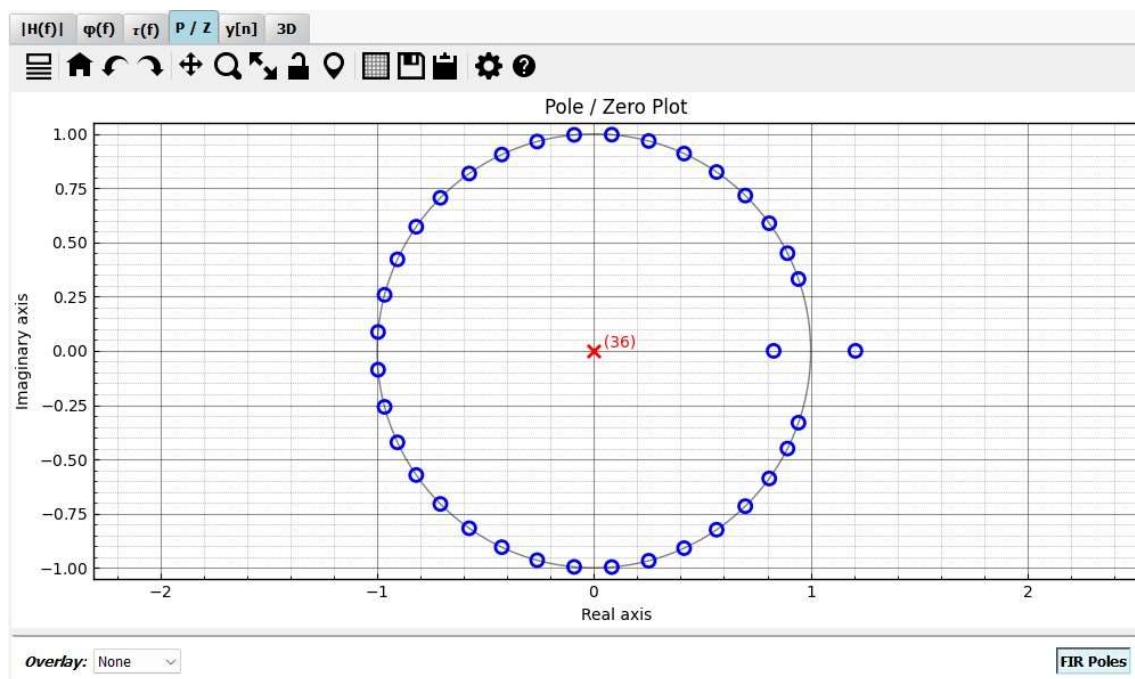 |H(f)| φ(f) τ(f) P / Z y[n] 3D
Pole / Zero Plot
1.00
0.75
0.50
0.25
0.00
−0.25
−0.50
−0.75
−1.00
Imaginary axis
(36)
−2 −1 0 1 2
Real axis
Overlay: None
FIR Poles